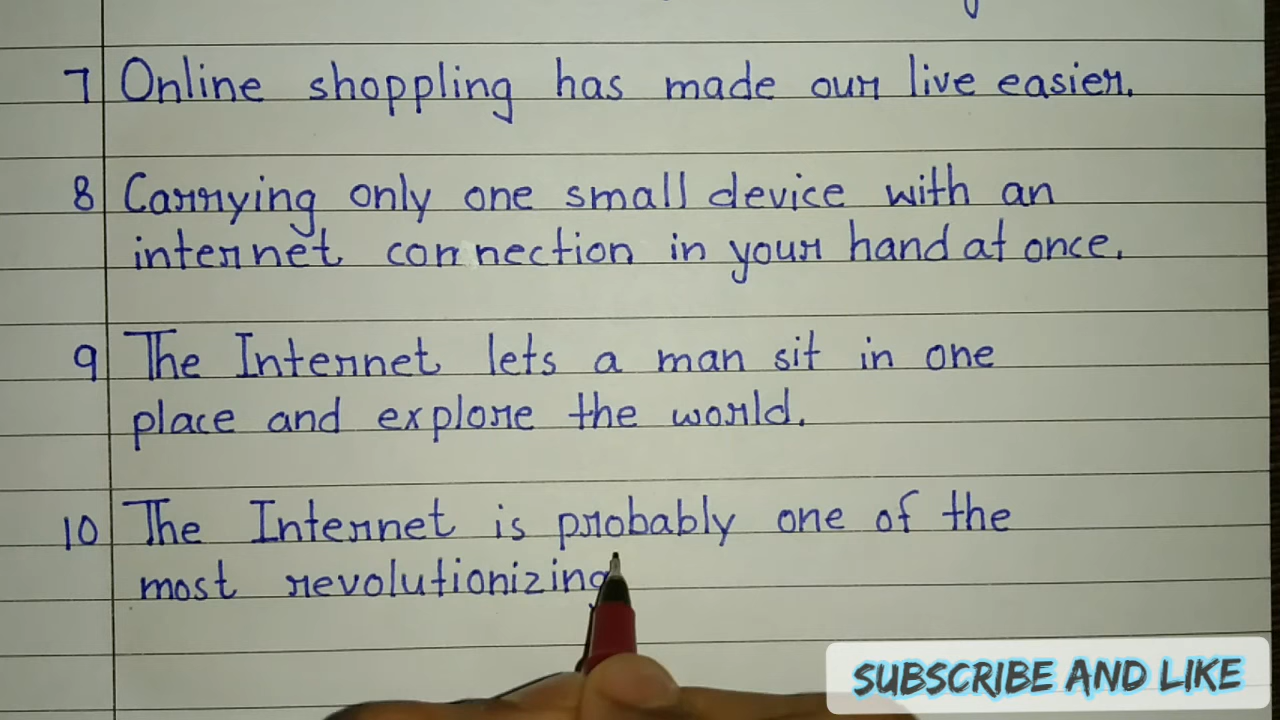 7 Online shoppling has made our live easier.
8 Carrying only one small device with an
internet connection in your hand at once.
9 The Internet lets a man sit in one
place and explore the world.
10 The Internet is probably one of the
most revolutionizing
SUBSCRIBE AND LIKE